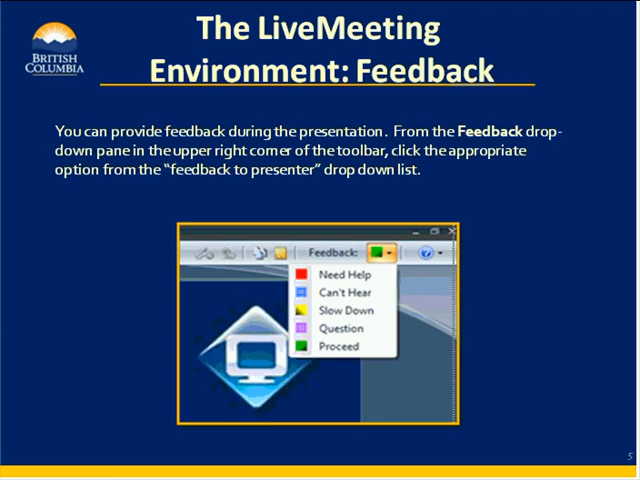 The LiveMeeting
Environment: Feedback
BRITISH
COLUMBIA
You can provide feedback during the presentation. From the Feedback drop-
down pane in the upper right corner of the toolbar, click the appropriate
option from the “feedback to presenter” drop down list.
Feedback:
Need Help
Can't Hear
Slow Down
Question
Proceed
5